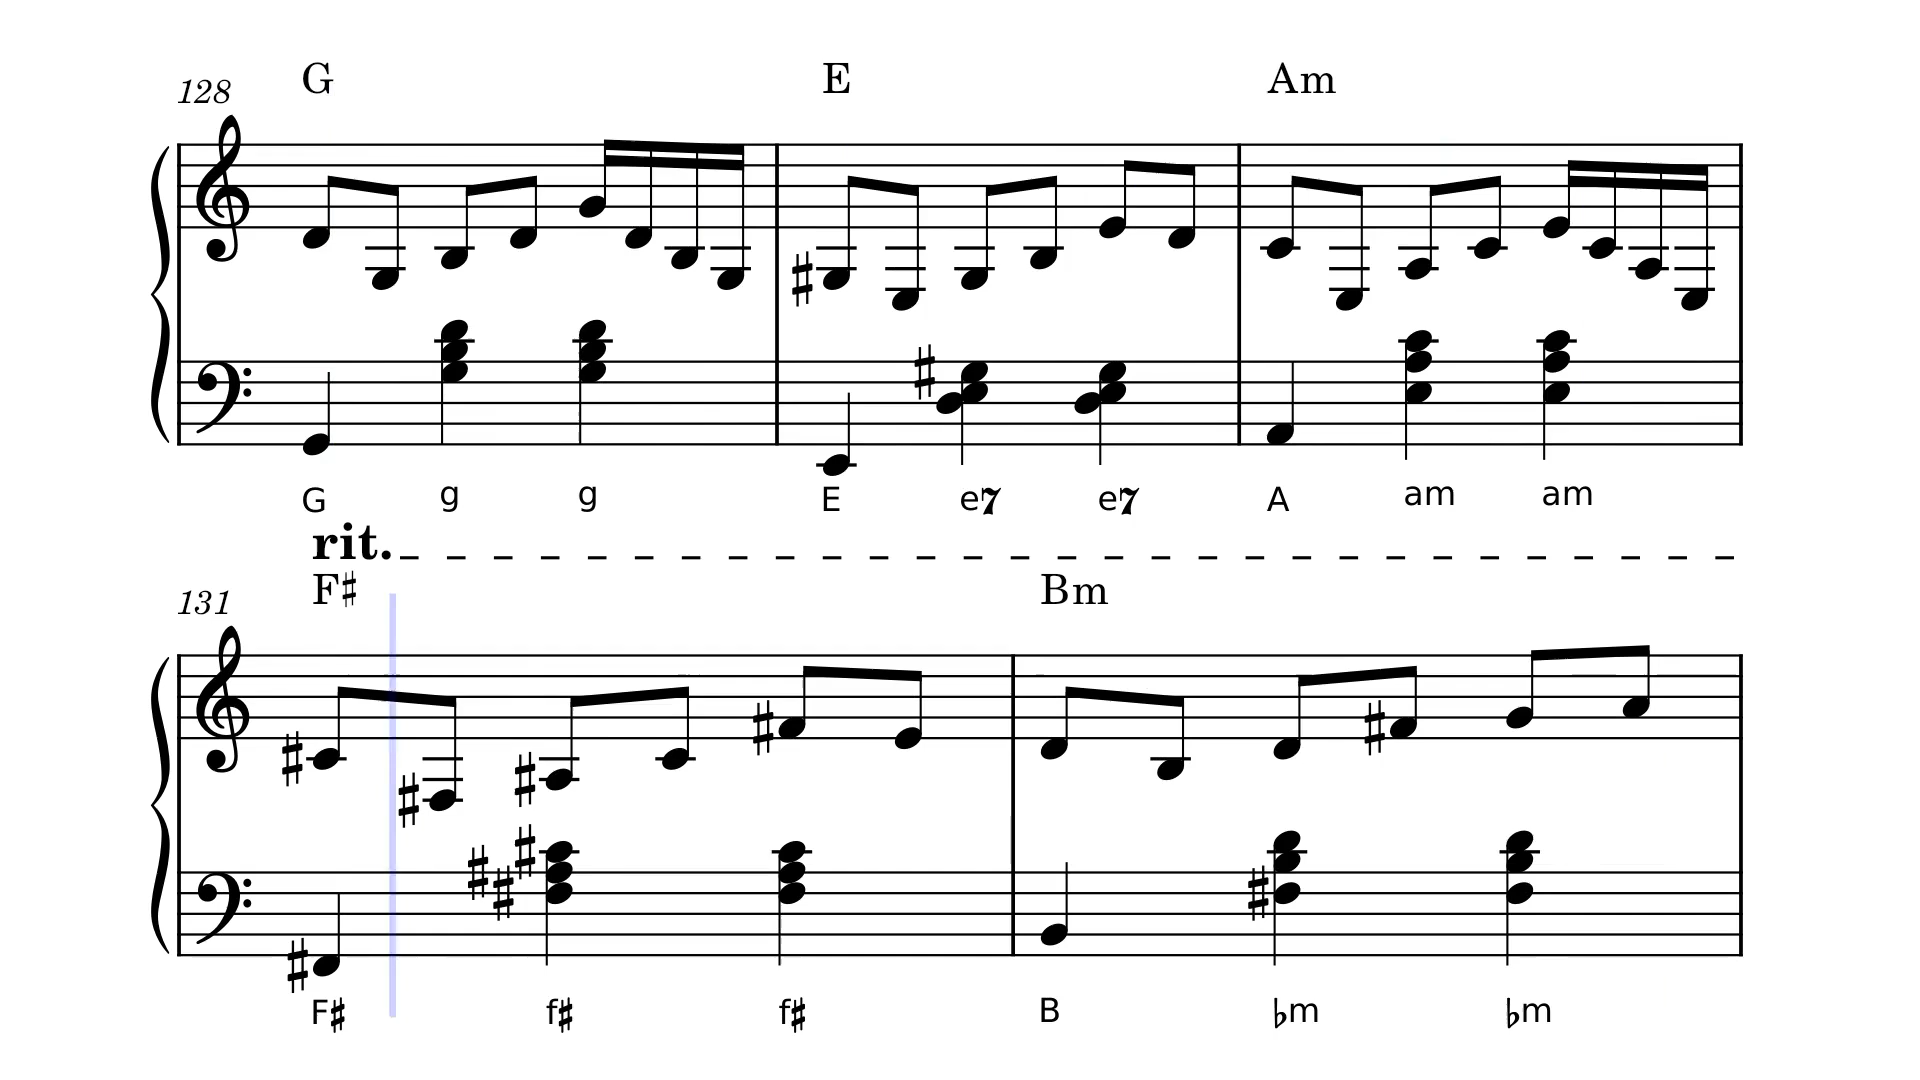 G E Am
128
G g g E e7 e7 A am am
rit.
F♯ Bm
131
F♯ f♯ f♯ B ♭m ♭m